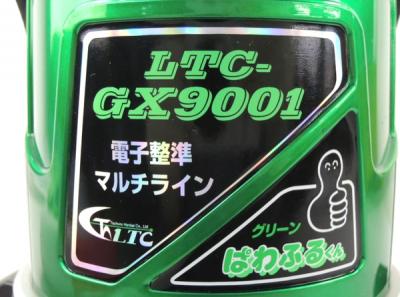 LTC-
GX9001
電子整準
マルチライン
LTC
グリーン
ぱわふるくん